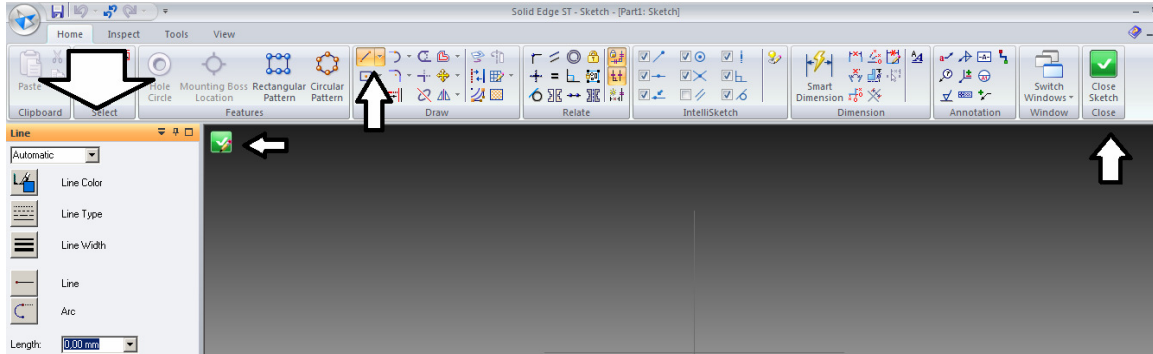 Solid Edge ST - Sketch - [Part1: Sketch]
Home Inspect Tools View
Paste
Hole Circle
Mounting Boss Location
Rectangular Pattern
Circular Pattern
Smart Dimension
Switch Windows
Close Sketch
Clipboard Select Features Draw Relate IntelliSketch Dimension Annotation Window Close
Line
Automatic
Line Color
Line Type
Line Width
Line
Arc
Length: 0,00 mm